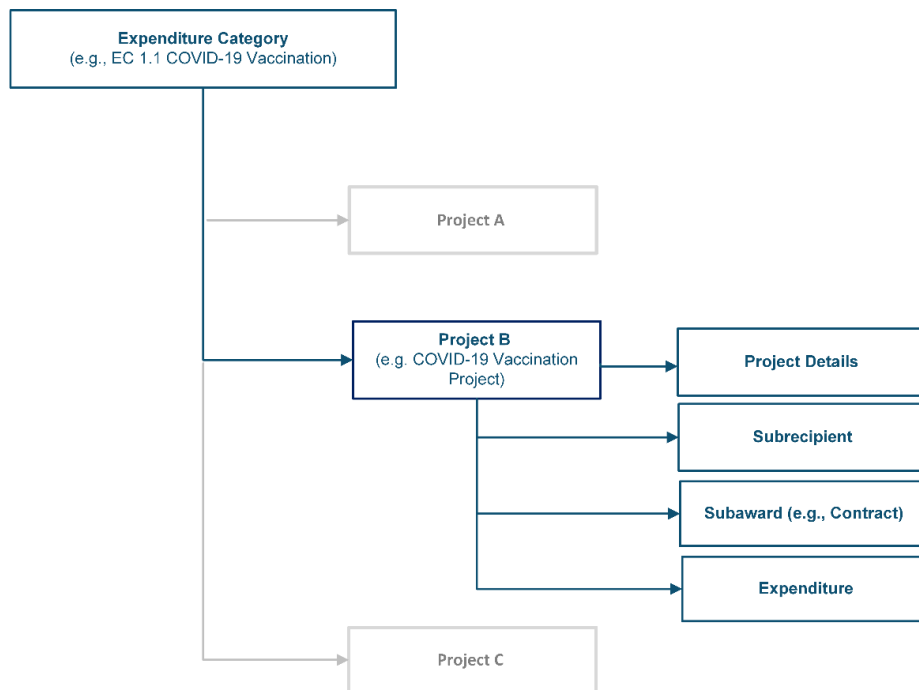 Expenditure Category
(e.g., EC 1.1 COVID-19 Vaccination)
Project A
Project B
(e.g. COVID-19 Vaccination
Project)
Project Details
Subrecipient
Subaward (e.g., Contract)
Expenditure
Project C